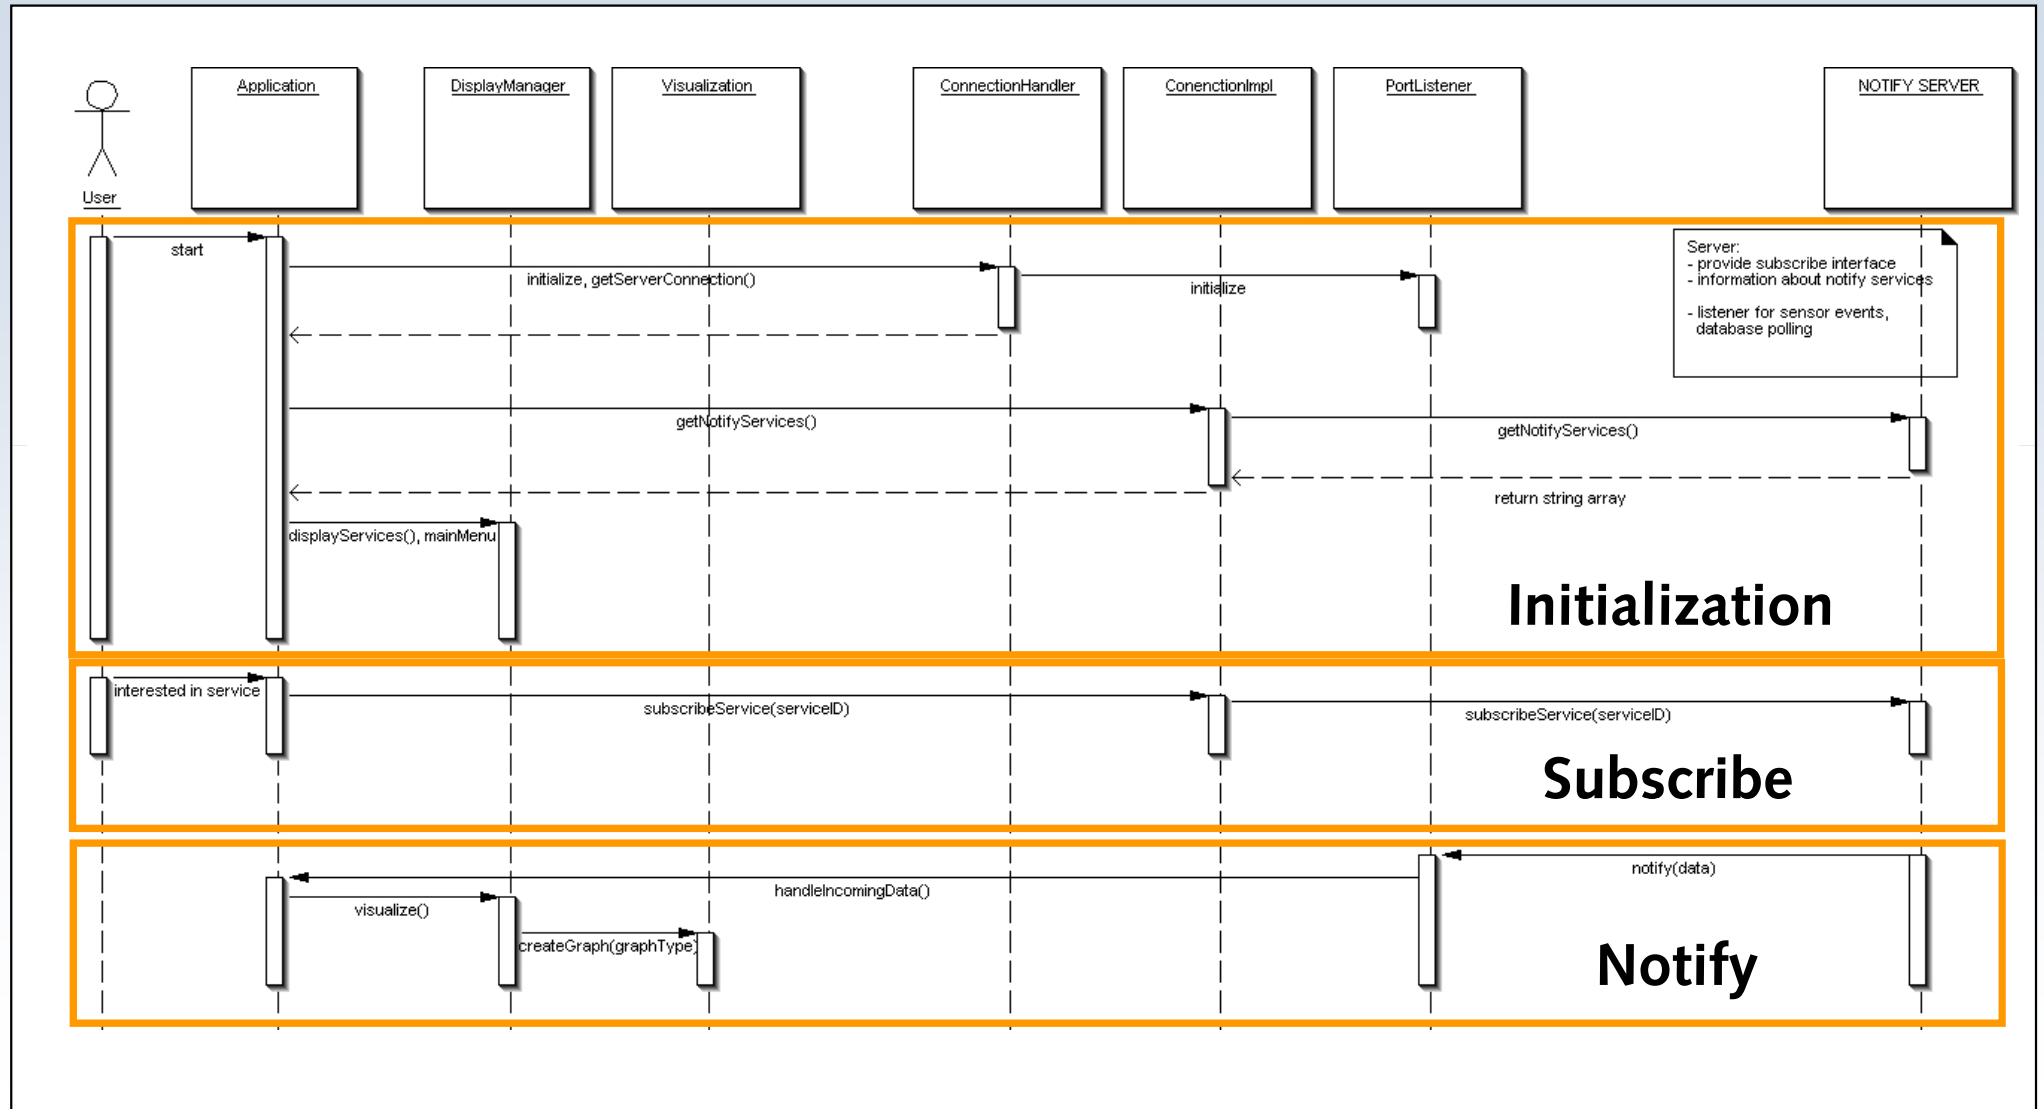 Application
DisplayManager
Visualization
ConnectionHandler
ConenctionImpl
PortListener
NOTIFY SERVER
User
start
initialize, getServerConnection()
initialize
Server:
- provide subscribe interface
- information about notify services
- listener for sensor events,
database polling
getNotifyServices()
getNotifyServices()
return string array
displayServices(), mainMenu
Initialization
interested in service
subscribeService(serviceID)
subscribeService(serviceID)
Subscribe
notify(data)
handleIncomingData()
visualize()
createGraph(graphType)
Notify